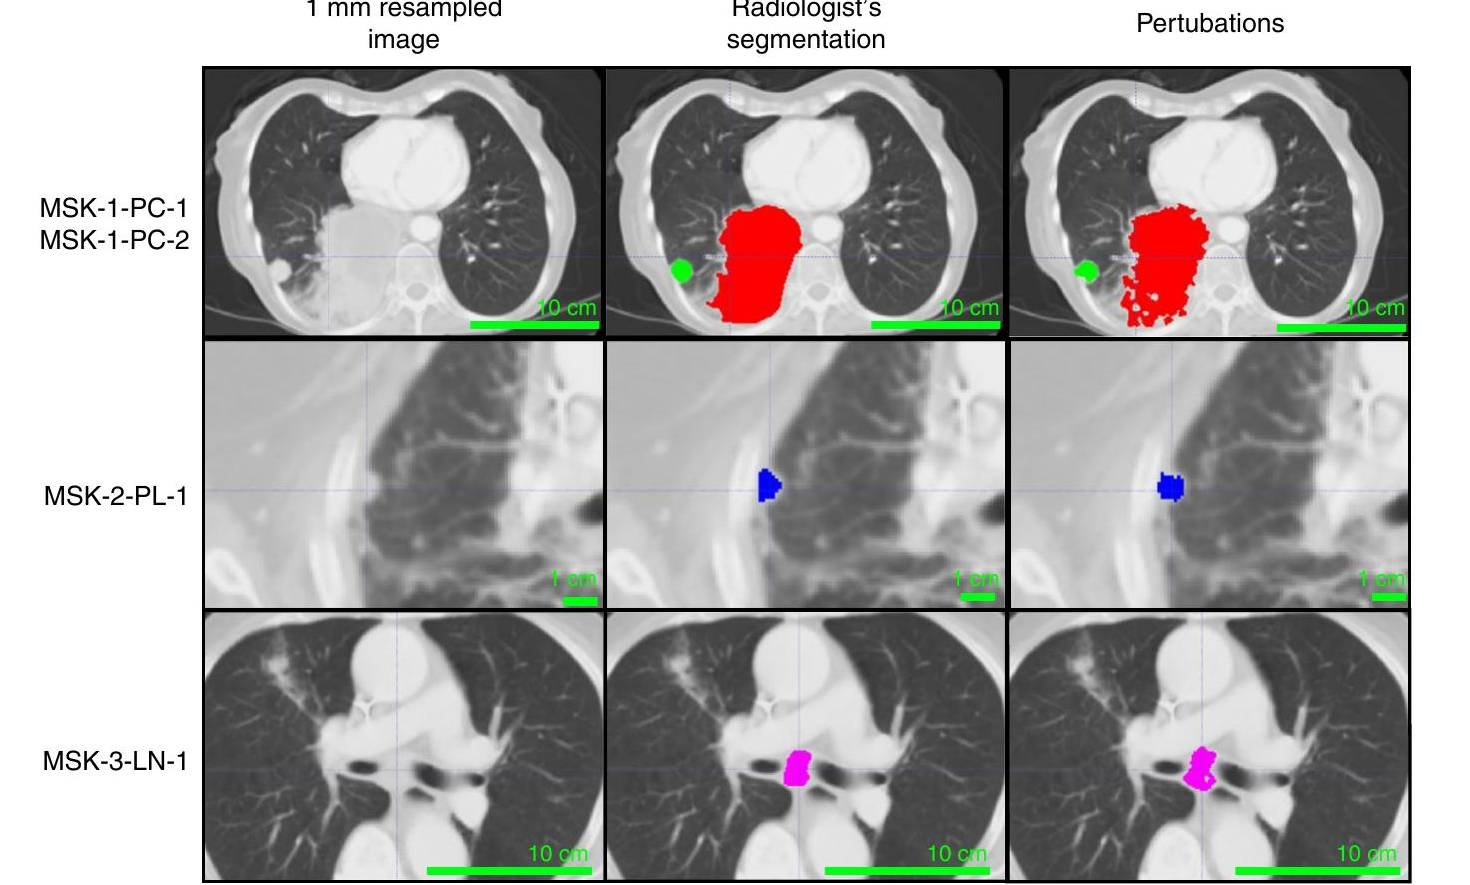 1 mm resampled
image
Radiologist's
segmentation
Pertubations
MSK-1-PC-1
MSK-1-PC-2
10 cm
10 cm
10 cm
MSK-2-PL-1
1 cm
1 cm
1 cm
MSK-3-LN-1
10 cm
10 cm
10 cm